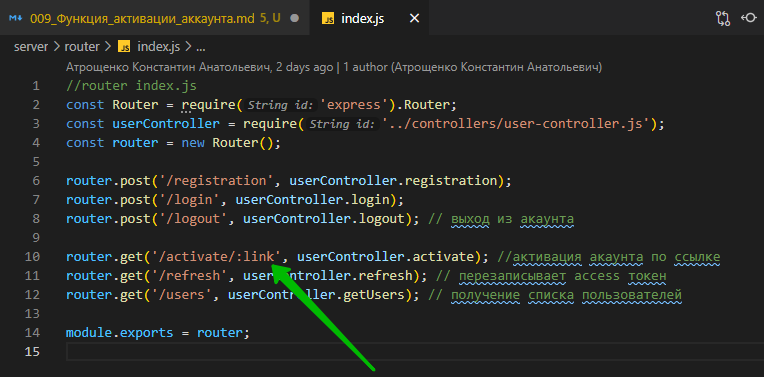 009_Функция_активации_аккаунта.md 5, U index.js
server > router > index.js > ...
Атрощенко Константин Анатольевич, 2 days ago | 1 author (Атрощенко Константин Анатольевич)
1 //router index.js
2 const Router = require( String id: 'express').Router;
3 const userController = require( String id: '../controllers/user-controller.js');
4 const router = new Router();
5
6 router.post('/registration', userController.registration);
7 router.post('/login', userController.login);
8 router.post('/logout', userController.logout); // выход из акаунта
9
10 router.get('/activate/:link', userController.activate); //активация акаунта по ссылке
11 router.get('/refresh', userController.refresh); // перезаписывает access токен
12 router.get('/users', userController.getUsers); // получение списка пользователей
13
14 module.exports = router;
15